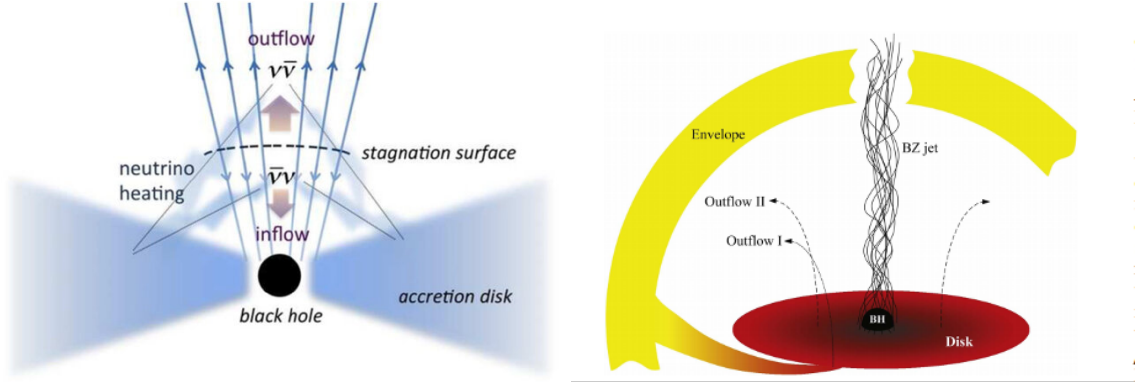 outflow
νν̄
stagnation surface
neutrino
heating
ν̄ν
inflow
accretion disk
black hole
Envelope
BZ jet
Outflow II
Outflow I
BH
Disk